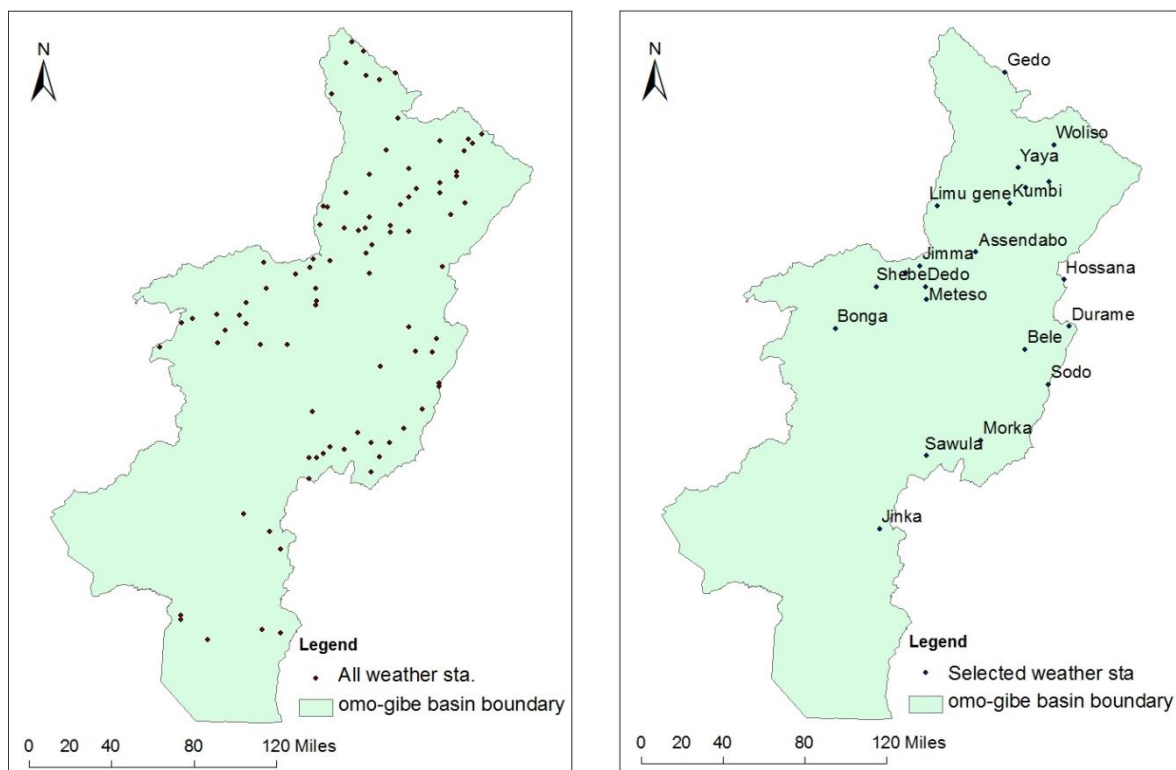 N
Legend
All weather sta.
omo-gibe basin boundary
0 20 40 80 120 Miles
N
Gedo
Woliso
Yaya
Limu gene
Kumbi
Assendabo
Jimma
Hossana
ShebeDedo
Meteso
Bonga
Durame
Bele
Sodo
Morka
Sawula
Jinka
Legend
Selected weather sta
omo-gibe basin boundary
0 20 40 80 120 Miles